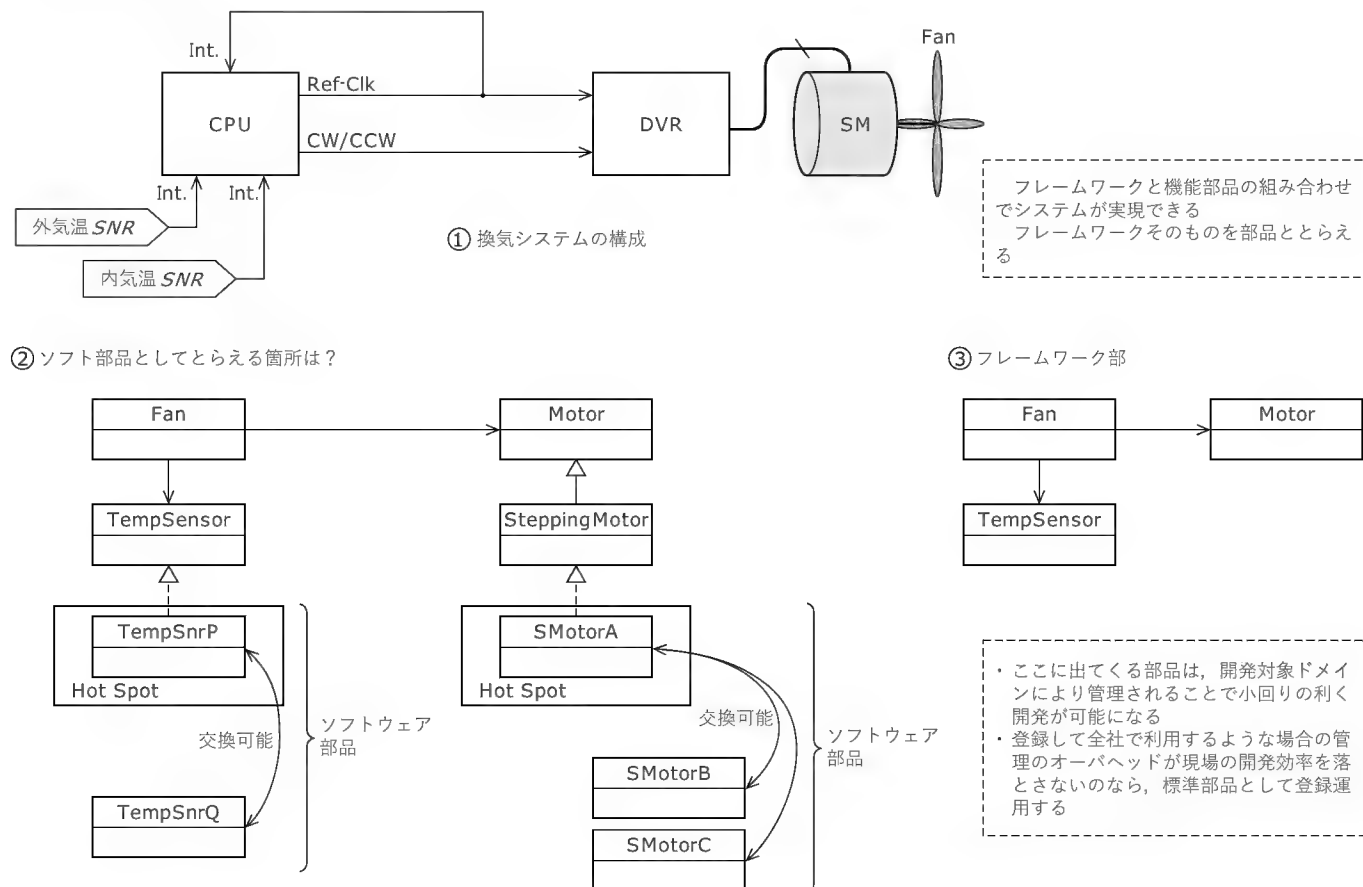 Fan
Int.
Ref-Clk
CPU
DVR
SM
CW/CCW
Int.
Int.
外気温 SNR
内気温 SNR
① 換気システムの構成
フレームワークと機能部品の組み合わせ
でシステムが実現できる
フレームワークそのものを部品ととらえ
る
② ソフト部品としてとらえる箇所は？
Fan
Motor
TempSensor
SteppingMotor
TempSnrP
Hot Spot
SMotorA
Hot Spot
交換可能
ソフトウェア
部品
交換可能
ソフトウェア
部品
TempSnrQ
SMotorB
SMotorC
③ フレームワーク部
Fan
Motor
TempSensor
・ここに出てくる部品は，開発対象ドメイ
ンにより管理されることで小回りの利く
開発が可能になる
・登録して全社で利用するような場合の管
理のオーバヘッドが現場の開発効率を落
とさないのなら，標準部品として登録運
用する